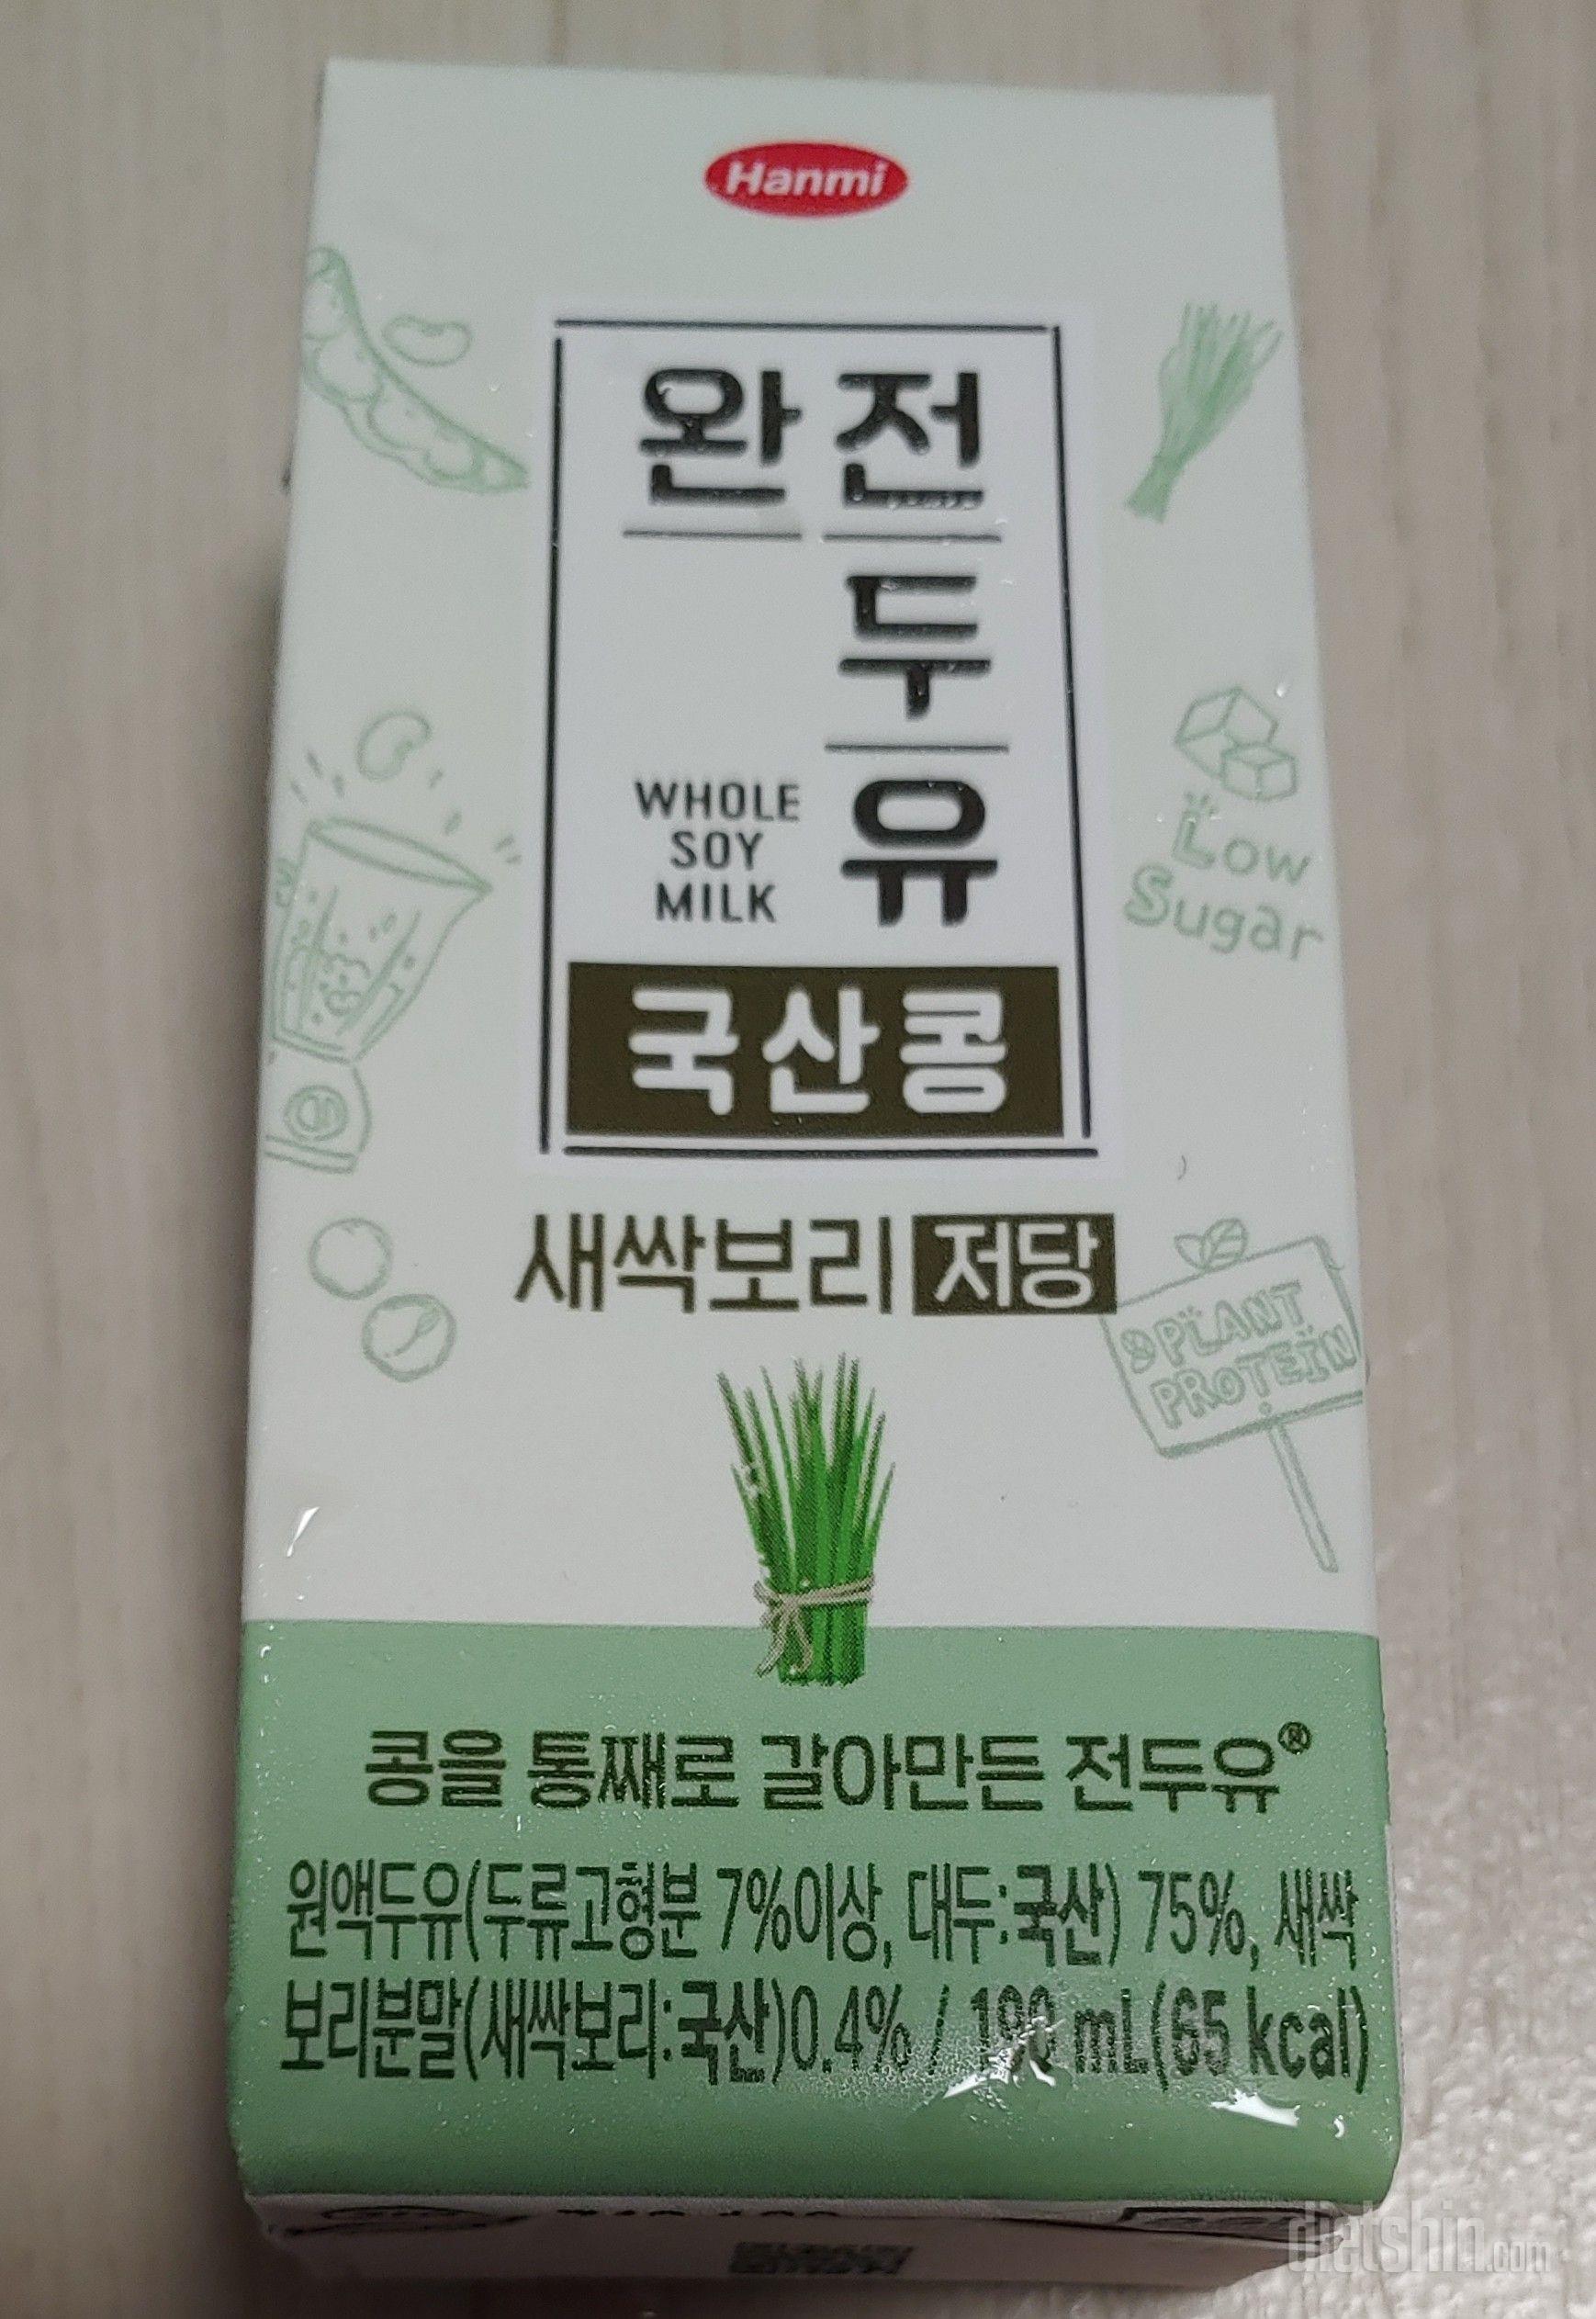 Hanmi
완전두유
WHOLE
SOY
MILK
국산콩
Low
Sugar
새싹보리 저당
PLANT
PROTEIN
콩을 통째로 갈아만든 전두유®
원액두유(두류고형분 7%이상, 대두:국산) 75%, 새싹
보리분말(새싹보리:국산)0.4% / 190 mL(65 kcal)
dietshin.com